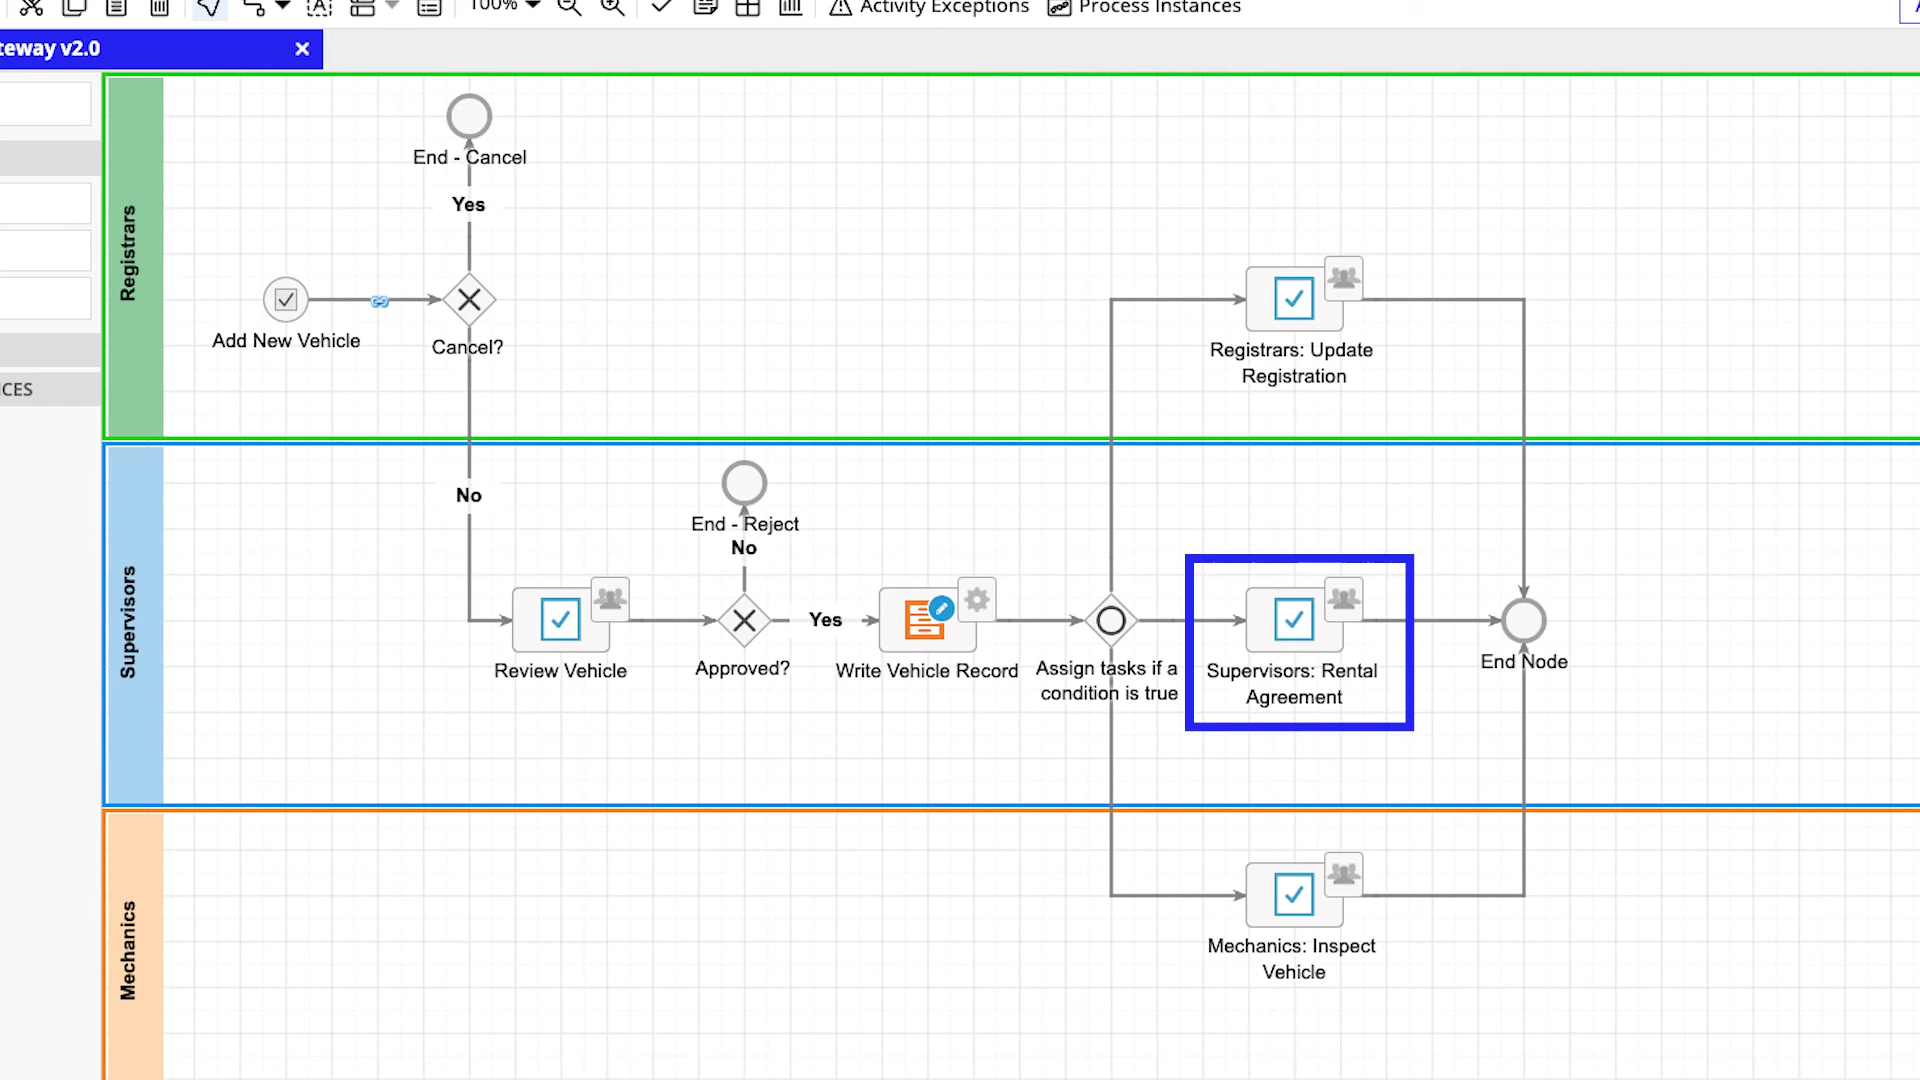 100%
Activity Exceptions
Process Instances
teway v2.0
ICES
Registrars
End - Cancel
Yes
Add New Vehicle
Cancel?
Registrars: Update
Registration
Supervisors
No
End - Reject
No
Yes
Review Vehicle
Approved?
Write Vehicle Record
Assign tasks if a
condition is true
Supervisors: Rental
Agreement
End Node
Mechanics
Mechanics: Inspect
Vehicle